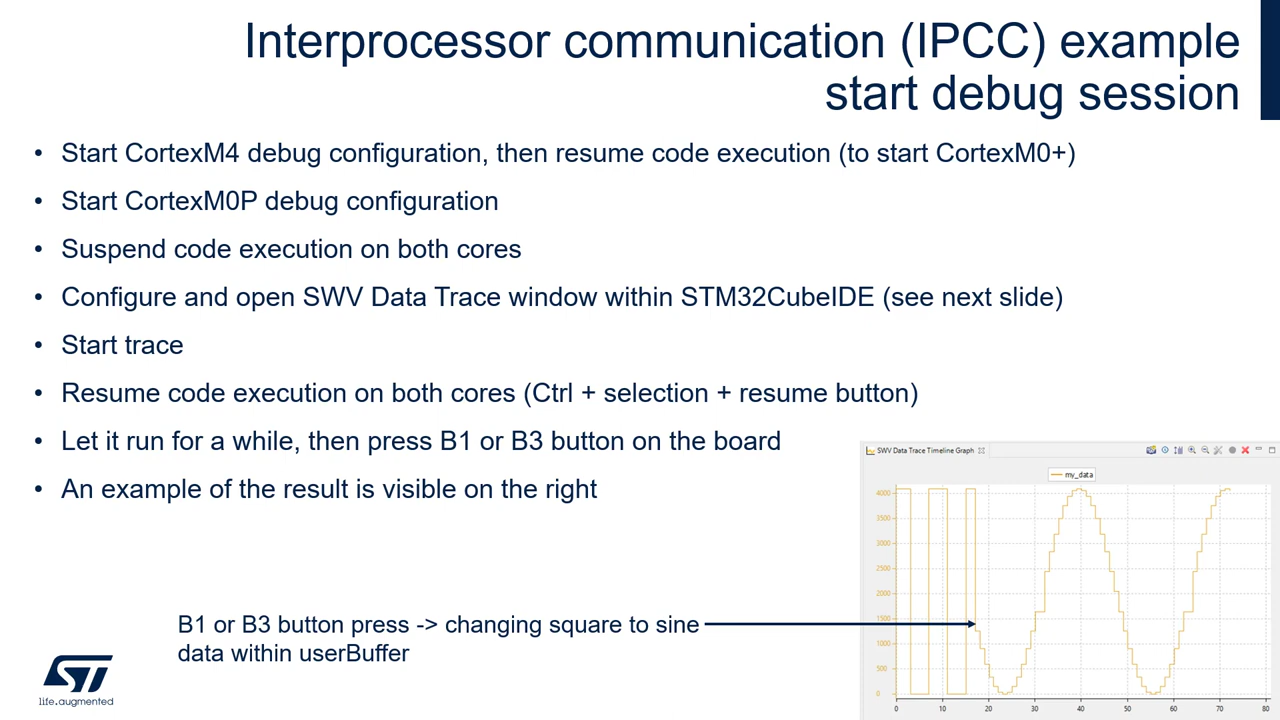 Interprocessor communication (IPCC) example
start debug session
• Start CortexM4 debug configuration, then resume code execution (to start CortexM0+)
• Start CortexM0P debug configuration
• Suspend code execution on both cores
• Configure and open SWV Data Trace window within STM32CubeIDE (see next slide)
• Start trace
• Resume code execution on both cores (Ctrl + selection + resume button)
• Let it run for a while, then press B1 or B3 button on the board
• An example of the result is visible on the right
SWV Data Trace Timeline Graph
my_data
4000
3500
3000
2500
2000
1500
1000
500
0
0 10 20 30 40 50 60 70 80
B1 or B3 button press -> changing square to sine
data within userBuffer
ST
life.augmented